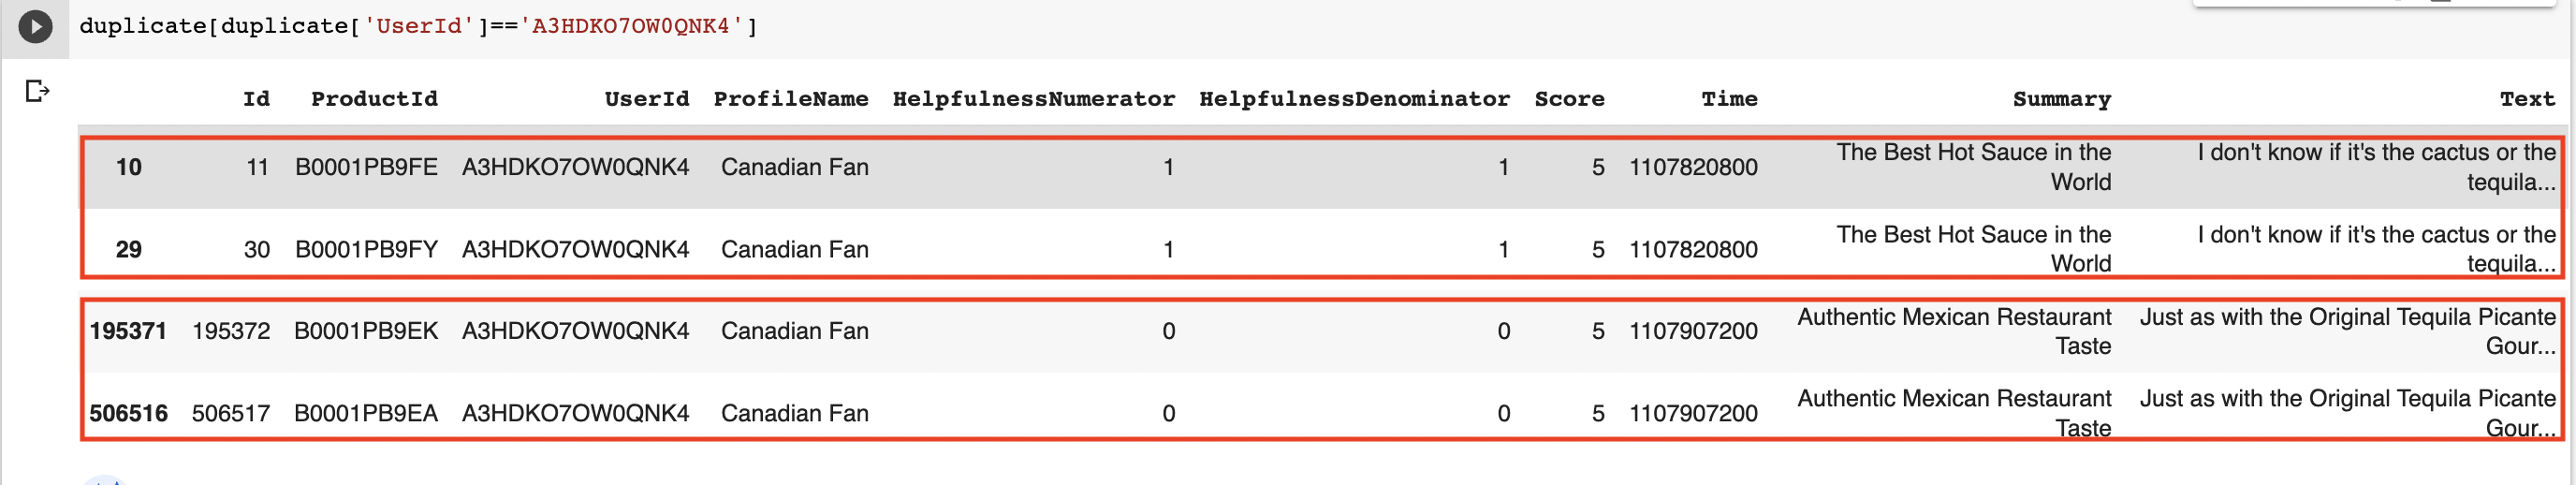 duplicate[duplicate['UserId']=='A3HDKO7OW0QNK4']
Id ProductId UserId ProfileName HelpfulnessNumerator HelpfulnessDenominator Score Time Summary Text
10 11 B0001PB9FE A3HDKO7OW0QNK4 Canadian Fan 1 1 5 1107820800 The Best Hot Sauce in the World I don't know if it's the cactus or the tequila...
29 30 B0001PB9FY A3HDKO7OW0QNK4 Canadian Fan 1 1 5 1107820800 The Best Hot Sauce in the World I don't know if it's the cactus or the tequila...
195371 195372 B0001PB9EK A3HDKO7OW0QNK4 Canadian Fan 0 0 5 1107907200 Authentic Mexican Restaurant Taste Just as with the Original Tequila Picante Gour...
506516 506517 B0001PB9EA A3HDKO7OW0QNK4 Canadian Fan 0 0 5 1107907200 Authentic Mexican Restaurant Taste Just as with the Original Tequila Picante Gour...